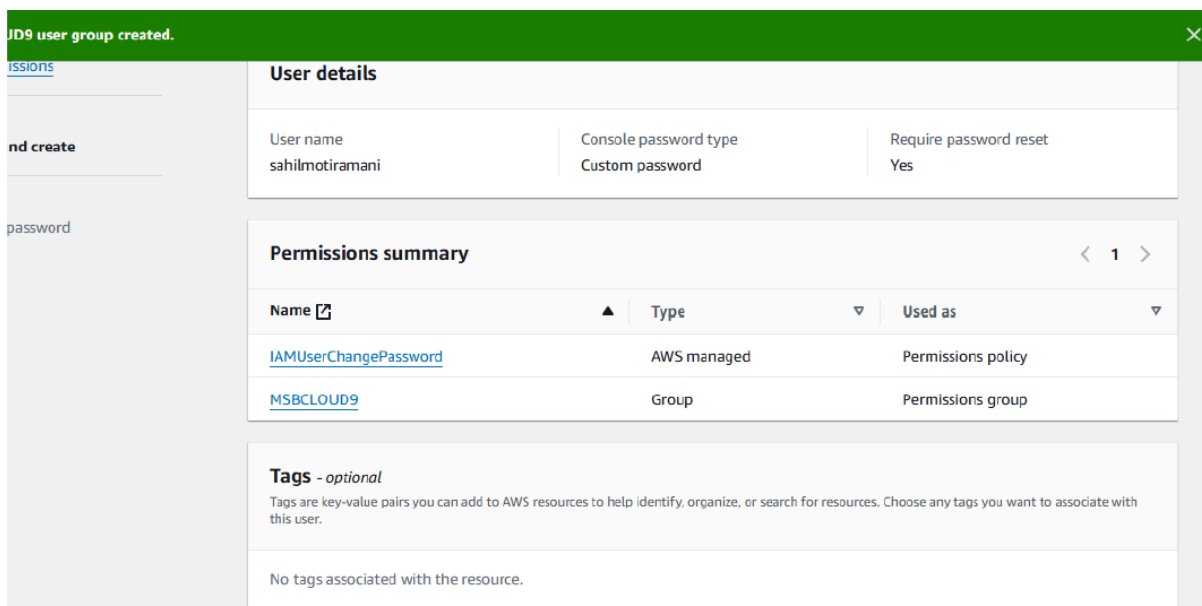 JD9 user group created.
issions
nd create
password
User details
User name
sahilmotiramani
Console password type
Custom password
Require password reset
Yes
Permissions summary
1
Name
Type
Used as
IAMUserChangePassword
AWS managed
Permissions policy
MSBCLOUD9
Group
Permissions group
Tags - optional
Tags are key-value pairs you can add to AWS resources to help identify, organize, or search for resources. Choose any tags you want to associate with
this user.
No tags associated with the resource.